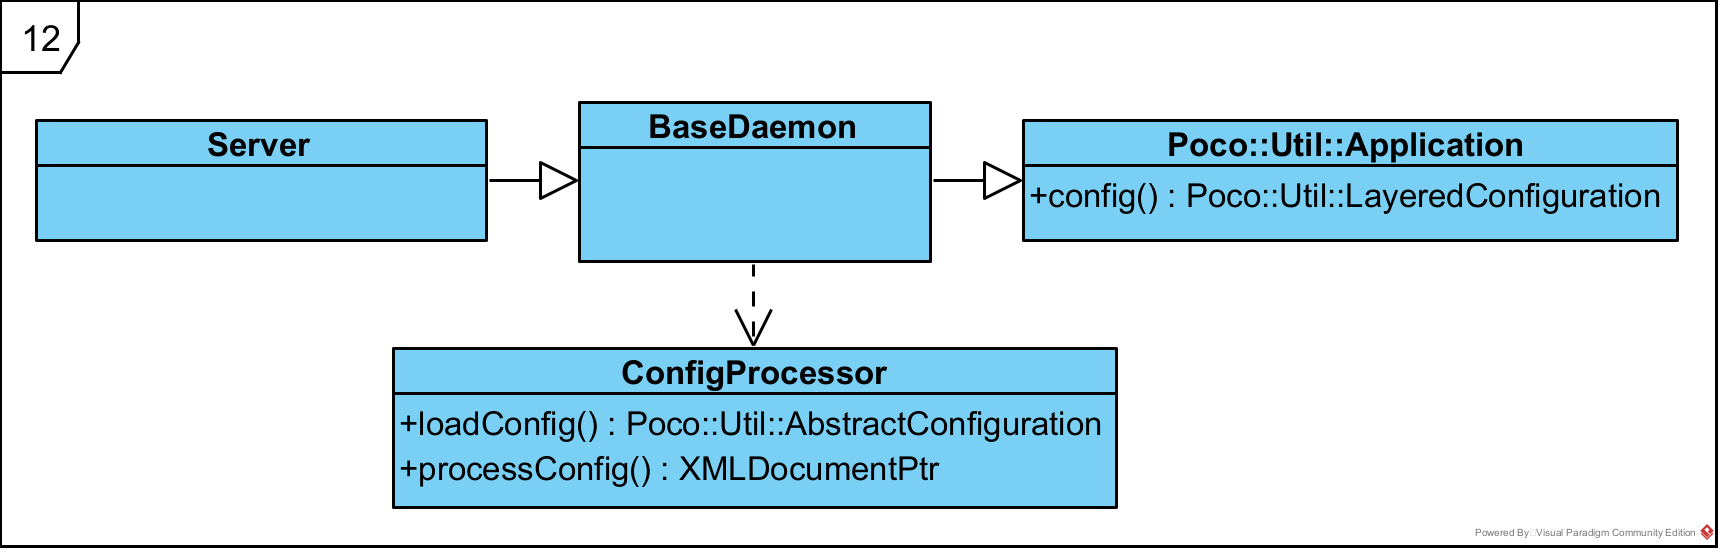 12
Server
BaseDaemon
Poco::Util::Application
+config() : Poco::Util::LayeredConfiguration
ConfigProcessor
+loadConfig() : Poco::Util::AbstractConfiguration
+processConfig() : XMLDocumentPtr
Powered By Visual Paradigm Community Edition